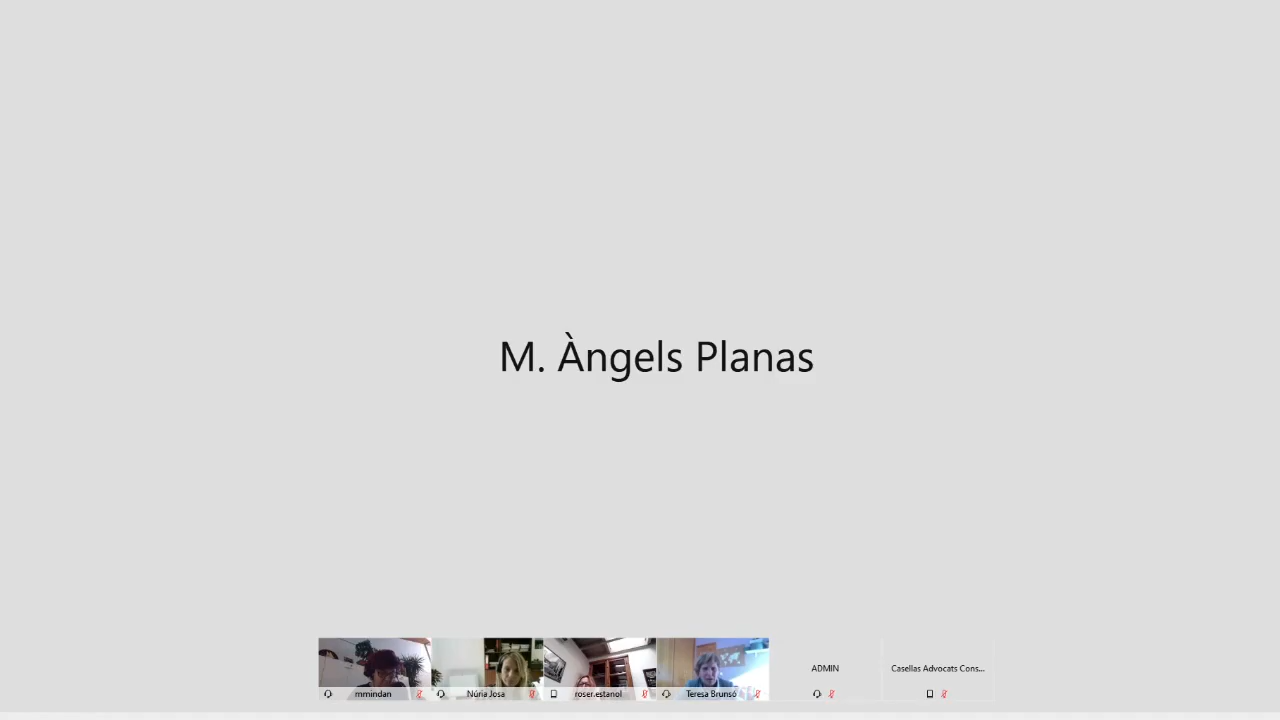 M. Àngels Planas
mmindan
Núria Josa
roser.estanol
Teresa Brunsó
ADMIN
Casellas Advocats Cons...